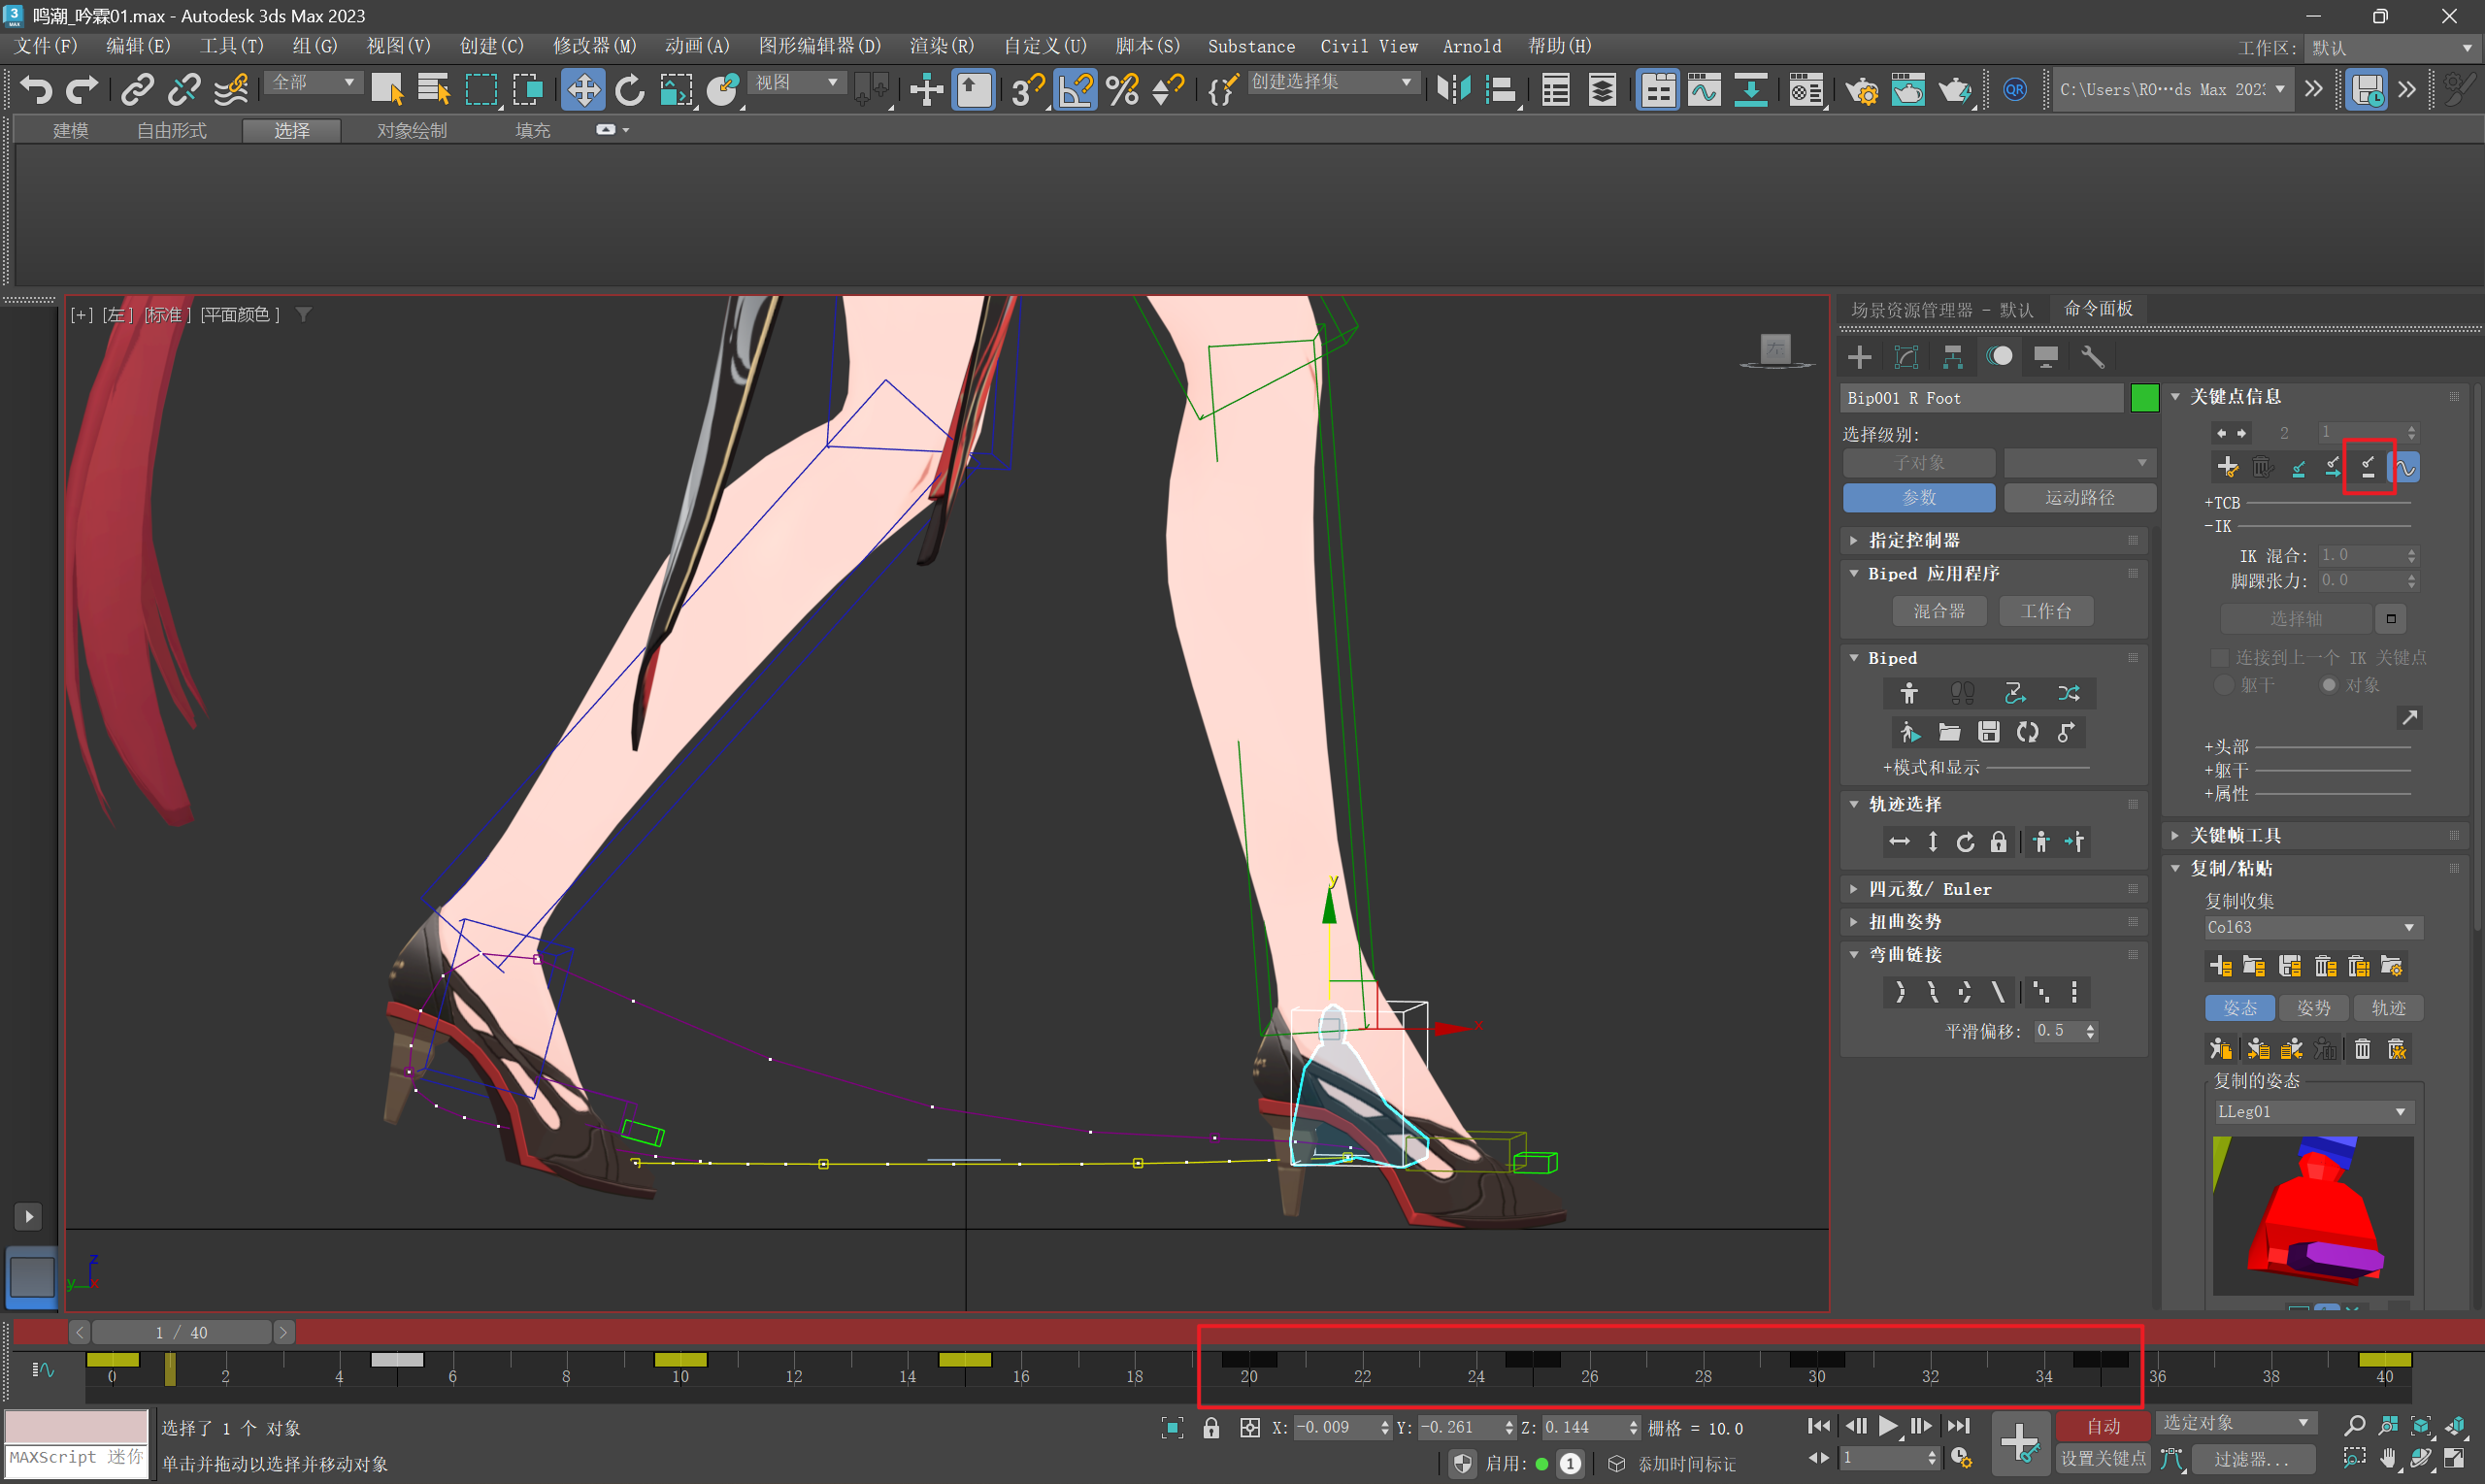 鸣潮_吟霖01.max - Autodesk 3ds Max 2023
文件(F) 编辑(E) 工具(T) 组(G) 视图(V) 创建(C) 修改器(M) 动画(A) 图形编辑器(D) 渲染(R) 自定义(U) 脚本(S) Substance Civil View Arnold 帮助(H)
工作区: 默认
全部 视图 创建选择集 QR C:\Users\RO…ds Max 202
建模 自由形式 选择 对象绘制 填充
[+] [左] [标准] [平面颜色]
左
场景资源管理器 - 默认 命令面板
Bip001 R Foot
选择级别:
子对象
参数 运动路径
指定控制器
Biped 应用程序
混合器 工作台
Biped
+模式和显示
轨迹选择
四元数/ Euler
扭曲姿势
弯曲链接
平滑偏移: 0.5
关键点信息
2 1
+TCB
-IK
IK 混合: 1.0
脚踝张力: 0.0
选择轴
连接到上一个 IK 关键点
躯干 对象
+头部
+躯干
+属性
关键帧工具
复制/粘贴
复制收集
Col63
姿态 姿势 轨迹
复制的姿态
LLeg01
y
x
z
y x
1 / 40
0 2 4 6 8 10 12 14 16 18 20 22 24 26 28 30 32 34 36 38 40
选择了 1 个 对象
X: -0.009 Y: -0.261 Z: 0.144 栅格 = 10.0
自动 选定对象
MAXScript 迷你
单击并拖动以选择并移动对象
启用: 1 添加时间标记
1
设置关键点 过滤器...